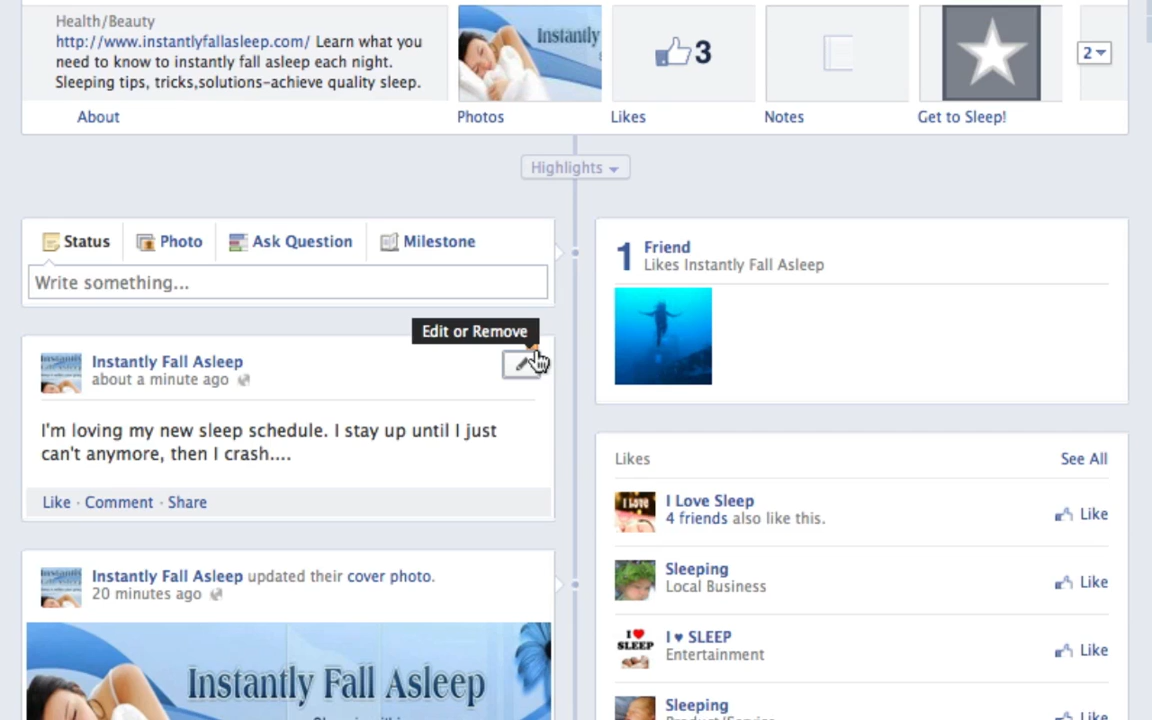 Health/Beauty
http://www.instantlyfallasleep.com/ Learn what you
need to know to instantly fall asleep each night.
Sleeping tips, tricks,solutions-achieve quality sleep.
About
Instantly
Photos
3
Likes
Notes
Get to Sleep!
2
Highlights
Status
Photo
Ask Question
Milestone
Write something...
Edit or Remove
Instantly Fall Asleep
about a minute ago
I'm loving my new sleep schedule. I stay up until I just
can't anymore, then I crash....
Like · Comment · Share
Instantly Fall Asleep updated their cover photo.
20 minutes ago
Instantly Fall Asleep
1 Friend
Likes Instantly Fall Asleep
Likes
See All
I Love Sleep
4 friends also like this.
Like
Sleeping
Local Business
Like
I ♥ SLEEP
I ♥ SLEEP
Entertainment
Like
Sleeping
Product/Service
Like